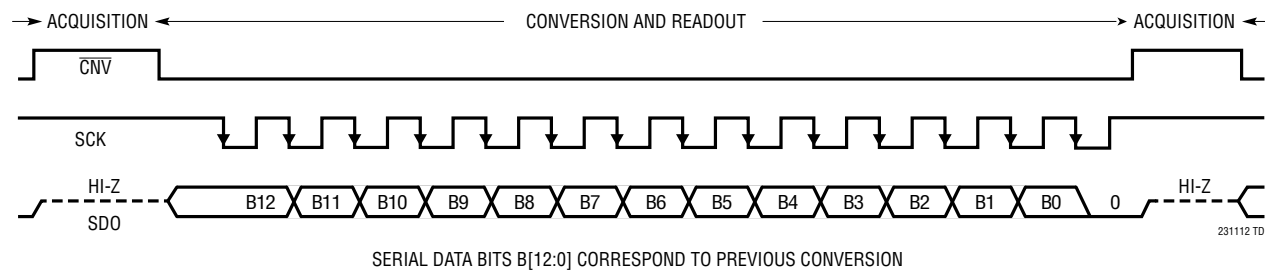 ACQUISITION CONVERSION AND READOUT ACQUISITION
CNV
SCK
HI-Z HI-Z
B12 B11 B10 B9 B8 B7 B6 B5 B4 B3 B2 B1 B0 0
SDO
231112 TD
SERIAL DATA BITS B[12:0] CORRESPOND TO PREVIOUS CONVERSION